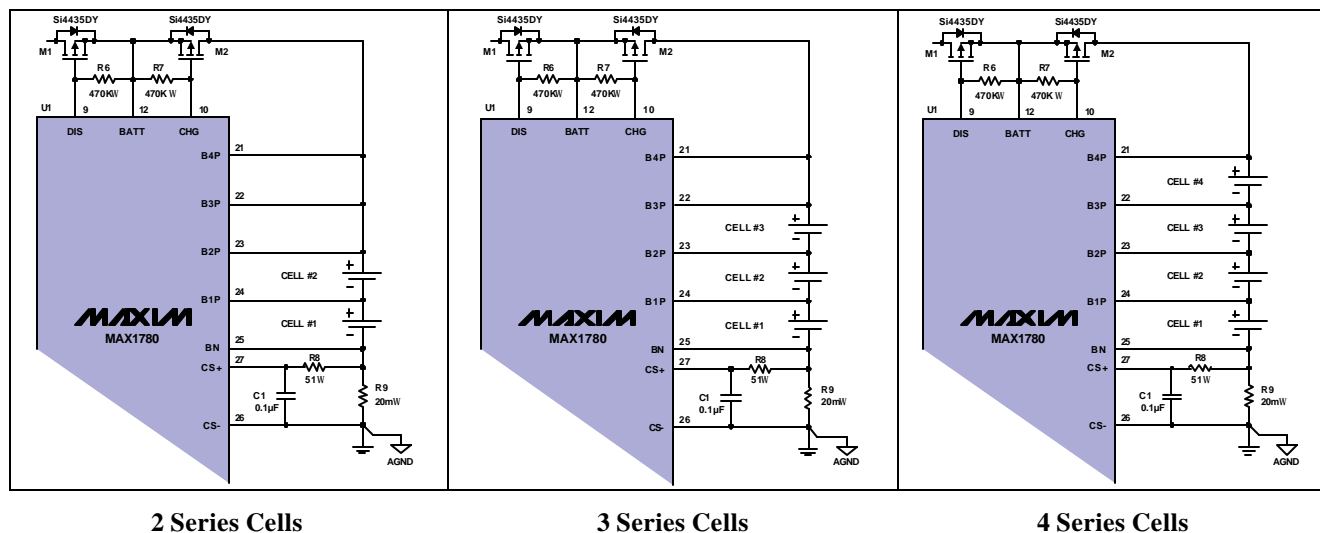 Si4435DY Si4435DY
M1 M2
R6 R7
470KW 470K W
U1 9 12 10
DIS BATT CHG
B4P 21
B3P 22
B2P 23
CELL #2
B1P 24
CELL #1
MAXIM
MAX1780
BN 25
CS+ 27
R8
51W
R9
20mW
C1
0.1µF
CS- 26
AGND
2 Series Cells
Si4435DY Si4435DY
M1 M2
R6 R7
470KW 470KW
U1 9 12 10
DIS BATT CHG
B4P 21
B3P 22
CELL #3
B2P 23
CELL #2
B1P 24
CELL #1
MAXIM
MAX1780
BN 25
CS+ 27
R8
51W
R9
20mW
C1
0.1µF
CS- 26
AGND
3 Series Cells
Si4435DY Si4435DY
M1 M2
R6 R7
470KW 470K W
U1 9 12 10
DIS BATT CHG
B4P 21
CELL #4
B3P 22
CELL #3
B2P 23
CELL #2
B1P 24
CELL #1
MAXIM
MAX1780
BN 25
CS+ 27
R8
51W
R9
20mW
C1
0.1µF
CS- 26
AGND
4 Series Cells